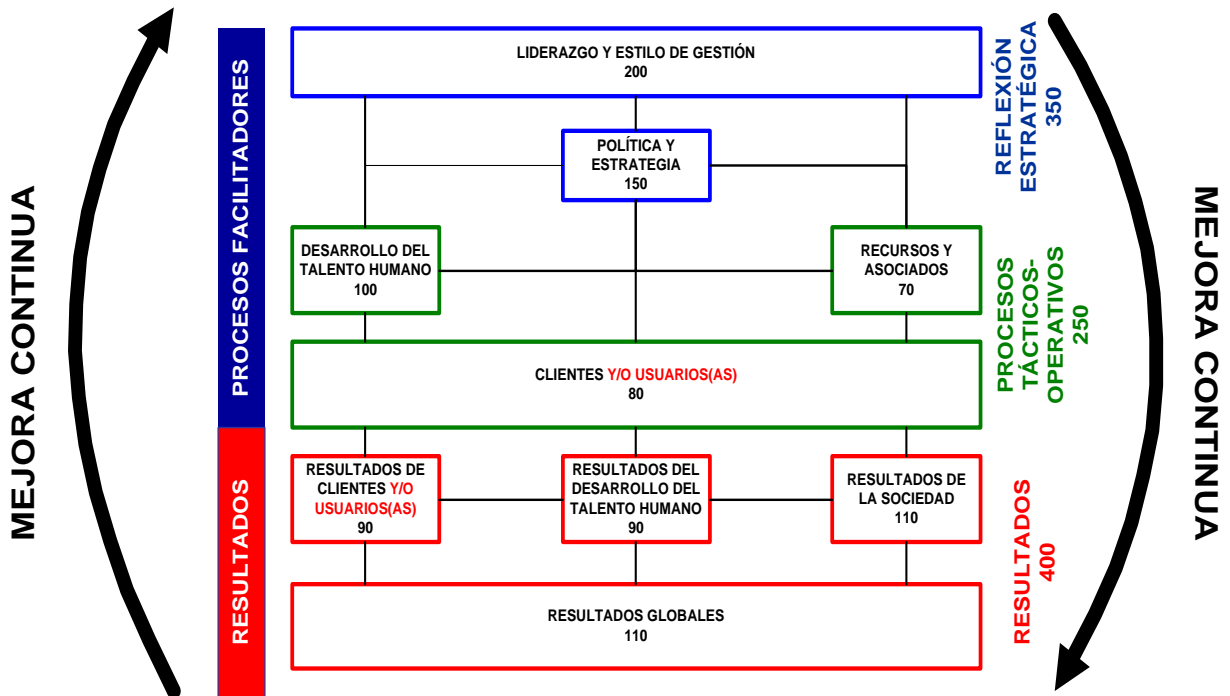 MEJORA CONTINUA
PROCESOS FACILITADORES
RESULTADOS
LIDERAZGO Y ESTILO DE GESTIÓN
200
POLÍTICA Y
ESTRATEGIA
150
DESARROLLO DEL
TALENTO HUMANO
100
RECURSOS Y
ASOCIADOS
70
CLIENTES Y/O USUARIOS(AS)
80
RESULTADOS DE
CLIENTES Y/O
USUARIOS(AS)
90
RESULTADOS DEL
DESARROLLO DEL
TALENTO HUMANO
90
RESULTADOS DE
LA SOCIEDAD
110
RESULTADOS GLOBALES
110
REFLEXIÓN
ESTRATÉGICA
350
PROCESOS
TÁCTICOS-
OPERATIVOS
250
RESULTADOS
400
MEJORA CONTINUA